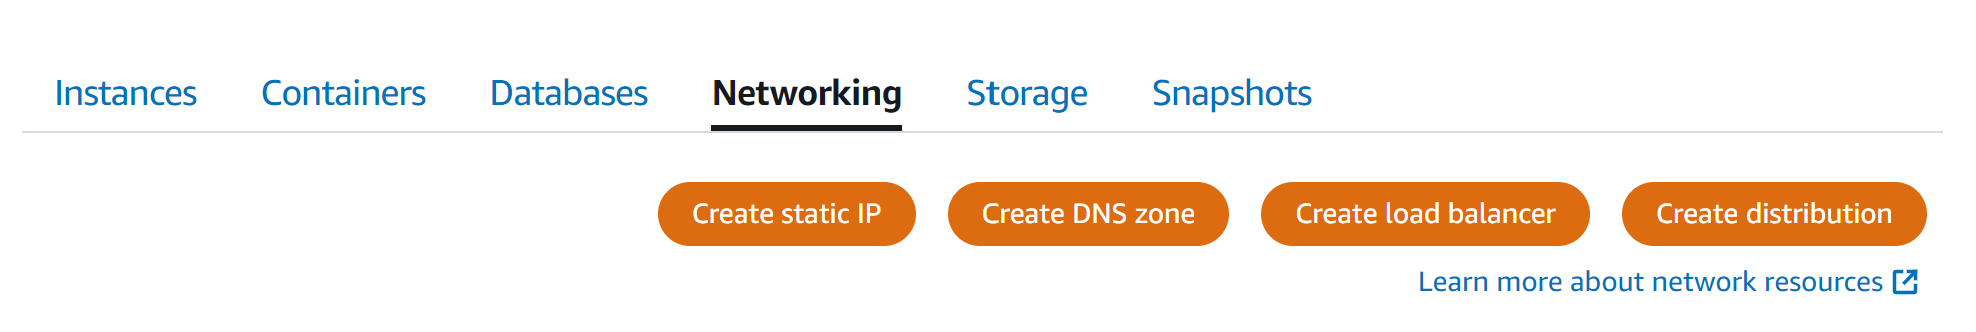 Instances Containers Databases Networking Storage Snapshots
Create static IP Create DNS zone Create load balancer Create distribution
Learn more about network resources